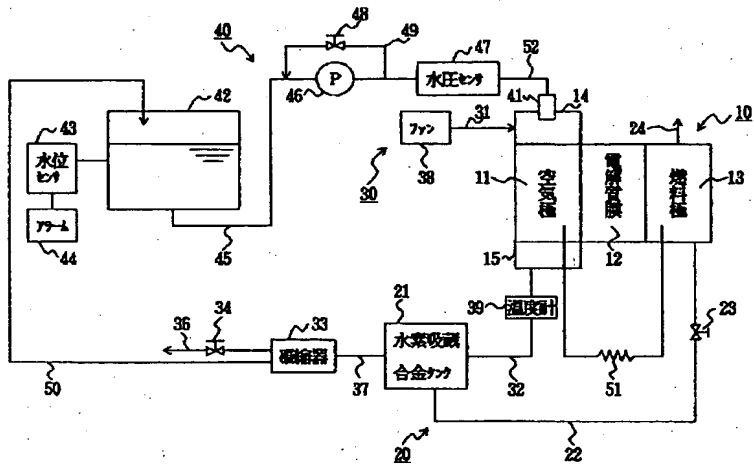 48
40
49
47
52
P
水圧センサ
46
41
14
42
ファン
31
24
10
43
38
水位
センサ
30
11
空気極
電解質膜
燃料極
13
アラーム
44
45
15
12
21
39
温度計
23
36
34
33
水素吸蔵
合金タンク
凝縮器
51
50
37
32
20
22